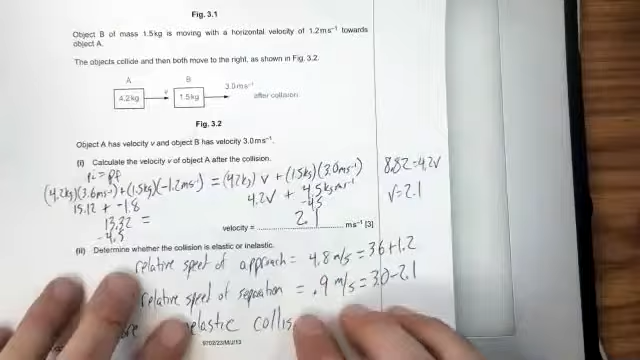 Fig. 3.1
Object B of mass 1.5kg is moving with a horizontal velocity of 1.2ms⁻¹ towards
object A.
The objects collide and then both move to the right, as shown in Fig. 3.2.
A
B
3.0ms⁻¹
4.2kg
v
1.5kg
after collision
Fig. 3.2
Object A has velocity v and object B has velocity 3.0ms⁻¹.
(i) Calculate the velocity v of object A after the collision.
pi = pf
(4.2kg)(3.6ms⁻¹)+(1.5kg)(-1.2ms⁻¹) = (4.2kg) v + (1.5kg)(3.0ms⁻¹)
8.82=4.2v
15.12 + -1.8
4.2v + 4.5kgms⁻¹
v=2.1
13.32 =
-4.5
-4.5
2.1
velocity = ........ ms⁻¹ [3]
(ii) Determine whether the collision is elastic or inelastic.
relative speed of approach = 4.8 m/s = 3.6+1.2
relative speed of separation = .9 m/s = 3.0-2.1
9702/23/M/J/13